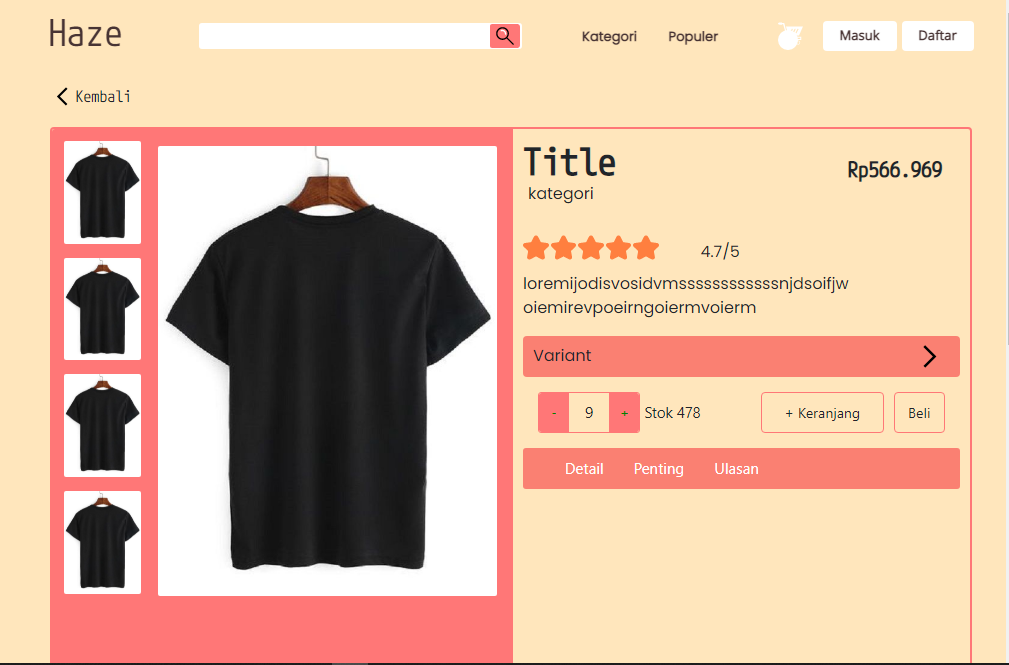 Haze
Kategori
Populer
Masuk
Daftar
Kembali
Title
Rp566.969
kategori
4.7/5
loremijodisvosidvmsssssssssssnjdsoifjw
oiemirevpoeirngoiermvoierm
Variant
- 9 + Stok 478
+ Keranjang
Beli
Detail
Penting
Ulasan